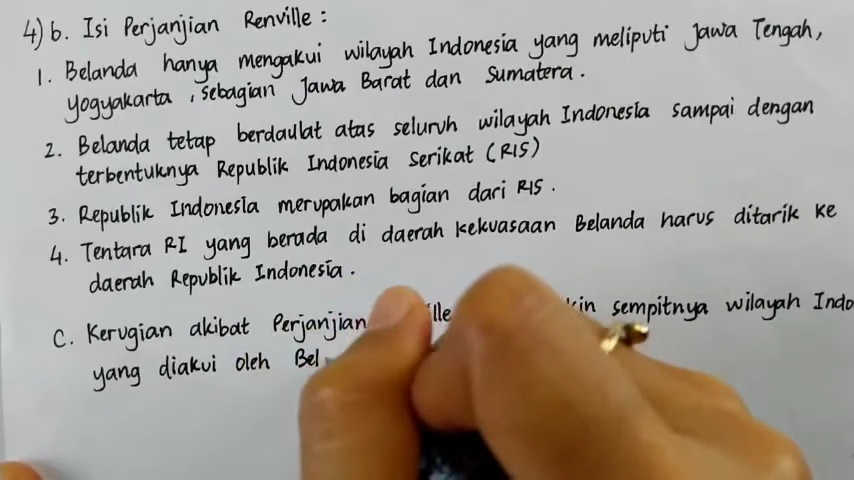 4) b. Isi Perjanjian Renville :
1. Belanda hanya mengakui wilayah Indonesia yang meliputi Jawa Tengah,
Yogyakarta , sebagian Jawa Barat dan Sumatera .
2. Belanda tetap berdaulat atas seluruh wilayah Indonesia sampai dengan
terbentuknya Republik Indonesia Serikat (RIS)
3. Republik Indonesia merupakan bagian dari RIS .
4. Tentara RI yang berada di daerah kekuasaan Belanda harus ditarik ke
daerah Republik Indonesia .
C. Kerugian akibat Perjanjian sempitnya wilayah Indo
yang diakui oleh Bel